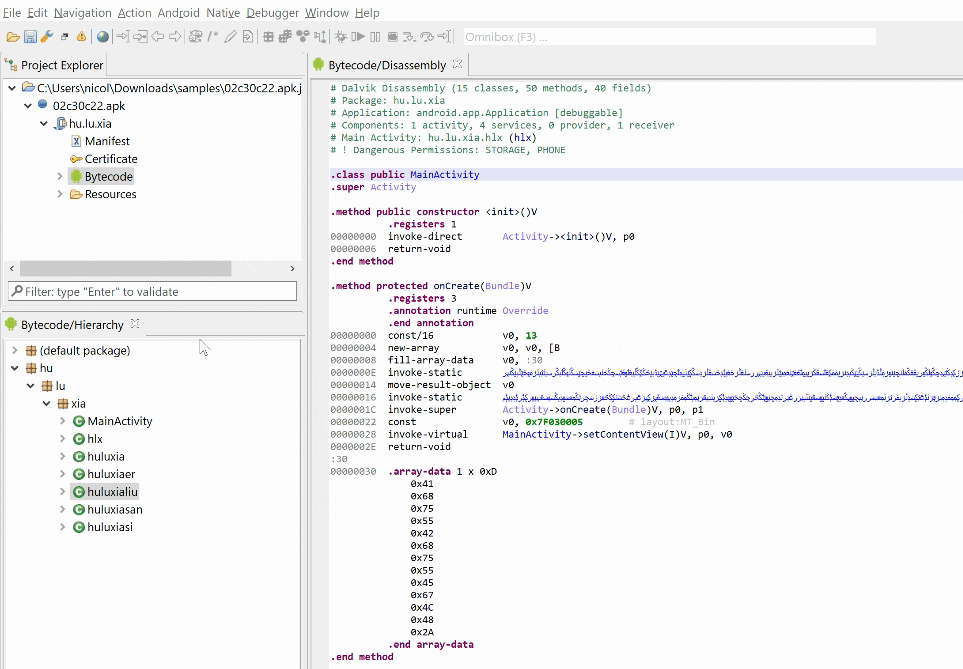 File Edit Navigation Action Android Native Debugger Window Help
Omnibox (F3) ...
Project Explorer
C:\Users\nicol\Downloads\samples\02c30c22.apk.j
02c30c22.apk
hu.lu.xia
Manifest
Certificate
Bytecode
Resources
Filter: type "Enter" to validate
Bytecode/Hierarchy
(default package)
hu
lu
xia
MainActivity
hlx
huluxia
huluxiaer
huluxialiu
huluxiasan
huluxiasi
Bytecode/Disassembly
# Dalvik Disassembly (15 classes, 50 methods, 40 fields)
# Package: hu.lu.xia
# Application: android.app.Application [debuggable]
# Components: 1 activity, 4 services, 0 provider, 1 receiver
# Main Activity: hu.lu.xia.hlx (hlx)
# ! Dangerous Permissions: STORAGE, PHONE
.class public MainActivity
.super Activity
.method public constructor <init>()V
.registers 1
00000000 invoke-direct Activity-><init>()V, p0
00000006 return-void
.end method
.method protected onCreate(Bundle)V
.registers 3
.annotation runtime Override
.end annotation
00000000 const/16 v0, 13
00000004 new-array v0, v0, [B
00000008 fill-array-data v0, :30
0000000E invoke-static
00000014 move-result-object v0
00000016 invoke-static
0000001C invoke-super Activity->onCreate(Bundle)V, p0, p1
00000022 const v0, 0x7F030005 # layout:MT_Bin
00000028 invoke-virtual MainActivity->setContentView(I)V, p0, v0
0000002E return-void
:30
00000030 .array-data 1 x 0xD
0x41
0x68
0x75
0x55
0x42
0x68
0x75
0x55
0x45
0x67
0x4C
0x48
0x2A
.end array-data
.end method